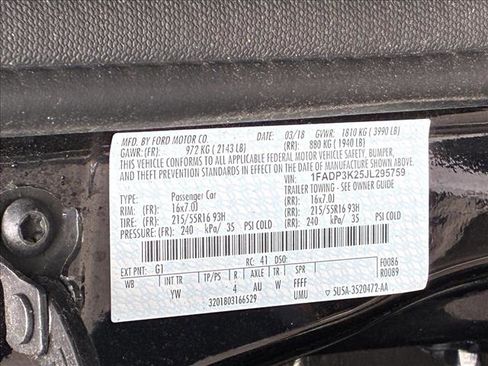 MFD. BY FORD MOTOR CO. DATE: 03/18 GVWR: 1810 KG ( 3990 LB)
GAWR: (FR): 972 KG ( 2143 LB) (RR): 880 KG ( 1940 LB)
THIS VEHICLE CONFORMS TO ALL APPLICABLE FEDERAL MOTOR VEHICLE SAFETY, BUMPER,
AND THEFT PREVENTION STANDARDS IN EFFECT ON THE DATE OF MANUFACTURE SHOWN ABOVE.
VIN: 1FADP3K25JL295759
TYPE: Passenger Car TRAILER TOWING - SEE OWNER GUIDE
RIM: (FR): 16x7.0J (RR): 16x7.0J
TIRE: (FR): 215/55R16 93H (RR): 215/55R16 93H
PRESSURE: (FR): 240 kPa/ 35 PSI COLD (RR): 240 kPa/ 35 PSI COLD
EXT PNT: G1 RC: 41 DSO: F0086
WB INT TR TP/PS R AXLE TR SPR R0089
YW 4 AU W FFFF
UMU
3201803166529 5U5A-3520472-AA